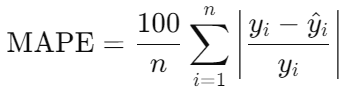 MAPE = \frac{100}{n} \sum_{i=1}^{n} \left| \frac{y_i - \hat{y}_i}{y_i} \right|